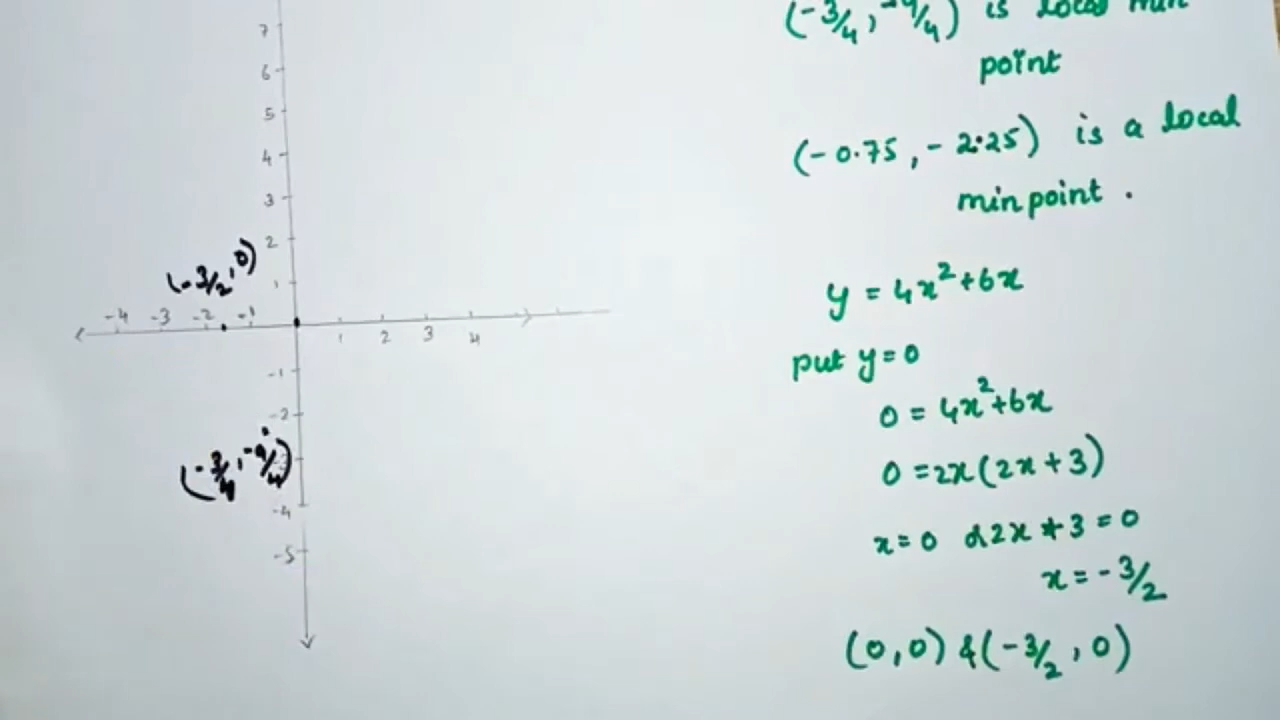 7
6
5
4
3
2
1
(-3/2, 0)
-4 -3 -2 -1
1 2 3 4
-1
-2
(-3/4, -9/4)
-4
-5
(-3/4, -9/4) is local min
point
(-0.75, -2.25) is a local
min point.
y = 4x²+6x
put y=0
0 = 4x²+6x
0 = 2x(2x+3)
x=0 & 2x+3=0
x = -3/2
(0,0) & (-3/2, 0)